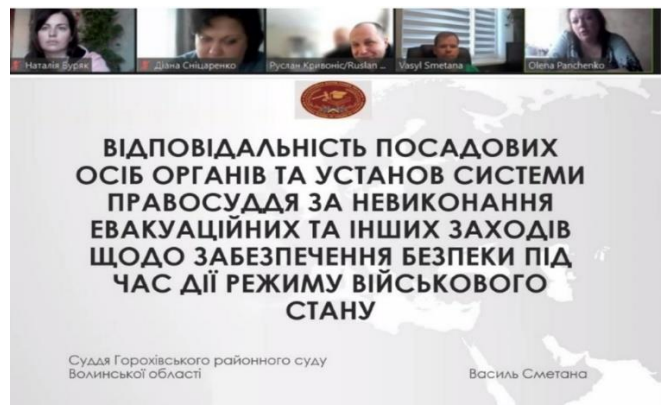 Наталія Буряк
Діана Сніцаренко
Руслан Кривоніс/Ruslan ...
Vasyl Smetana
Olena Panchenko
ВІДПОВІДАЛЬНІСТЬ ПОСАДОВИХ
ОСІБ ОРГАНІВ ТА УСТАНОВ СИСТЕМИ
ПРАВОСУДДЯ ЗА НЕВИКОНАННЯ
ЕВАКУАЦІЙНИХ ТА ІНШИХ ЗАХОДІВ
ЩОДО ЗАБЕЗПЕЧЕННЯ БЕЗПЕКИ ПІД
ЧАС ДІЇ РЕЖИМУ ВІЙСЬКОВОГО
СТАНУ
Суддя Горохівського районного суду
Волинської області
Василь Сметана